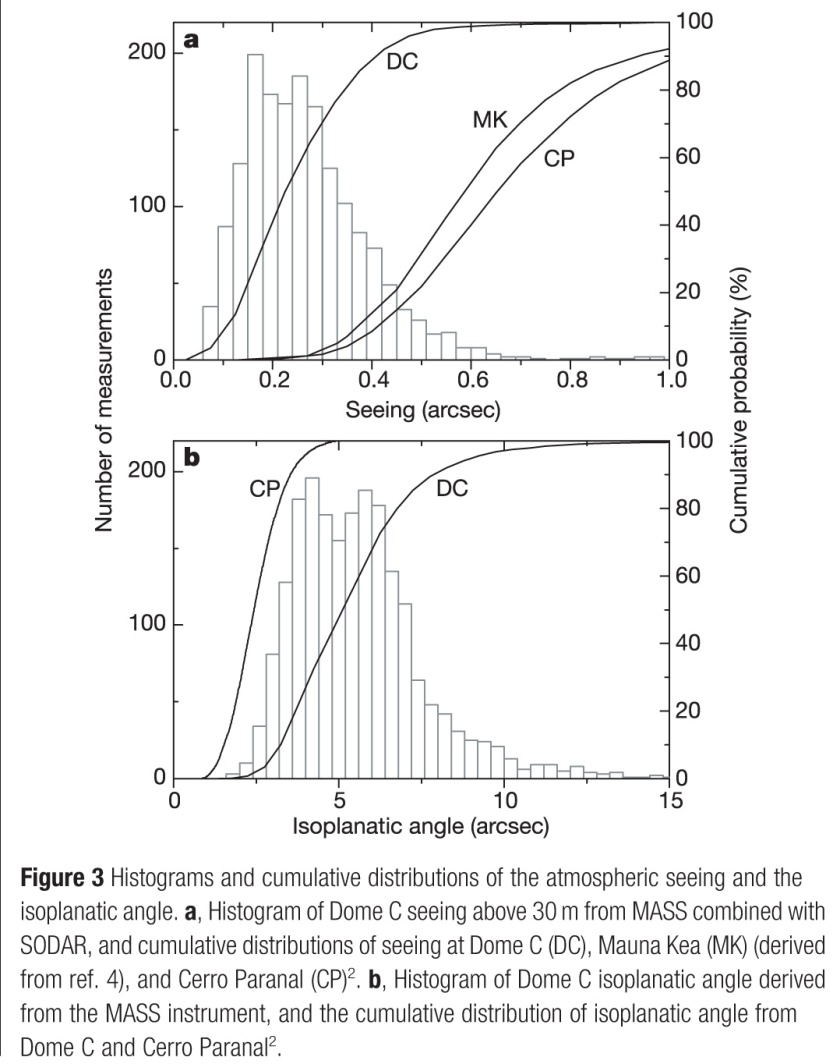 a
200
100
0
DC
MK
CP
100
80
60
40
20
0
0.0 0.2 0.4 0.6 0.8 1.0
Seeing (arcsec)
Number of measurements
Cumulative probability (%)
b
200
100
0
CP
DC
100
80
60
40
20
0
0 5 10 15
Isoplanatic angle (arcsec)
Figure 3 Histograms and cumulative distributions of the atmospheric seeing and the
isoplanatic angle. a, Histogram of Dome C seeing above 30 m from MASS combined with
SODAR, and cumulative distributions of seeing at Dome C (DC), Mauna Kea (MK) (derived
from ref. 4), and Cerro Paranal (CP)². b, Histogram of Dome C isoplanatic angle derived
from the MASS instrument, and the cumulative distribution of isoplanatic angle from
Dome C and Cerro Paranal².